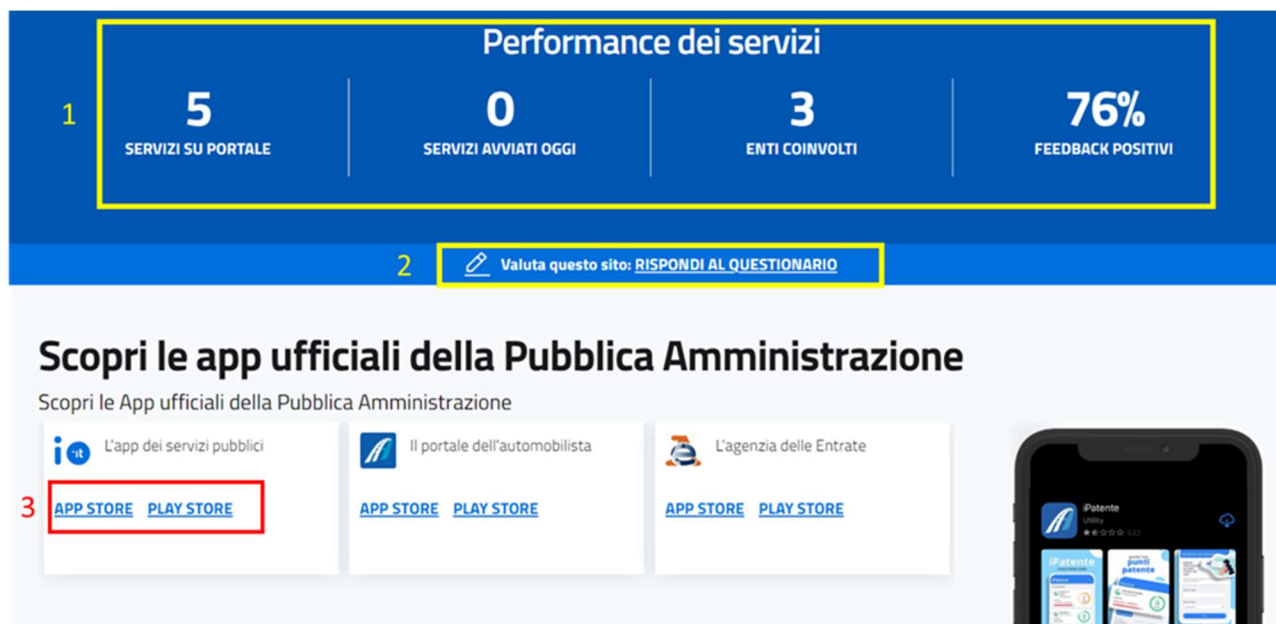 Performance dei servizi
1
5
SERVIZI SU PORTALE
0
SERVIZI AVVIATI OGGI
3
ENTI COINVOLTI
76%
FEEDBACK POSITIVI
2
Valuta questo sito: RISPONDI AL QUESTIONARIO
Scopri le app ufficiali della Pubblica Amministrazione
Scopri le App ufficiali della Pubblica Amministrazione
L'app dei servizi pubblici
Il portale dell'automobilista
L'agenzia delle Entrate
3
APP STORE PLAY STORE
APP STORE PLAY STORE
APP STORE PLAY STORE
iPatente
Utility
iPatente
punti
patente